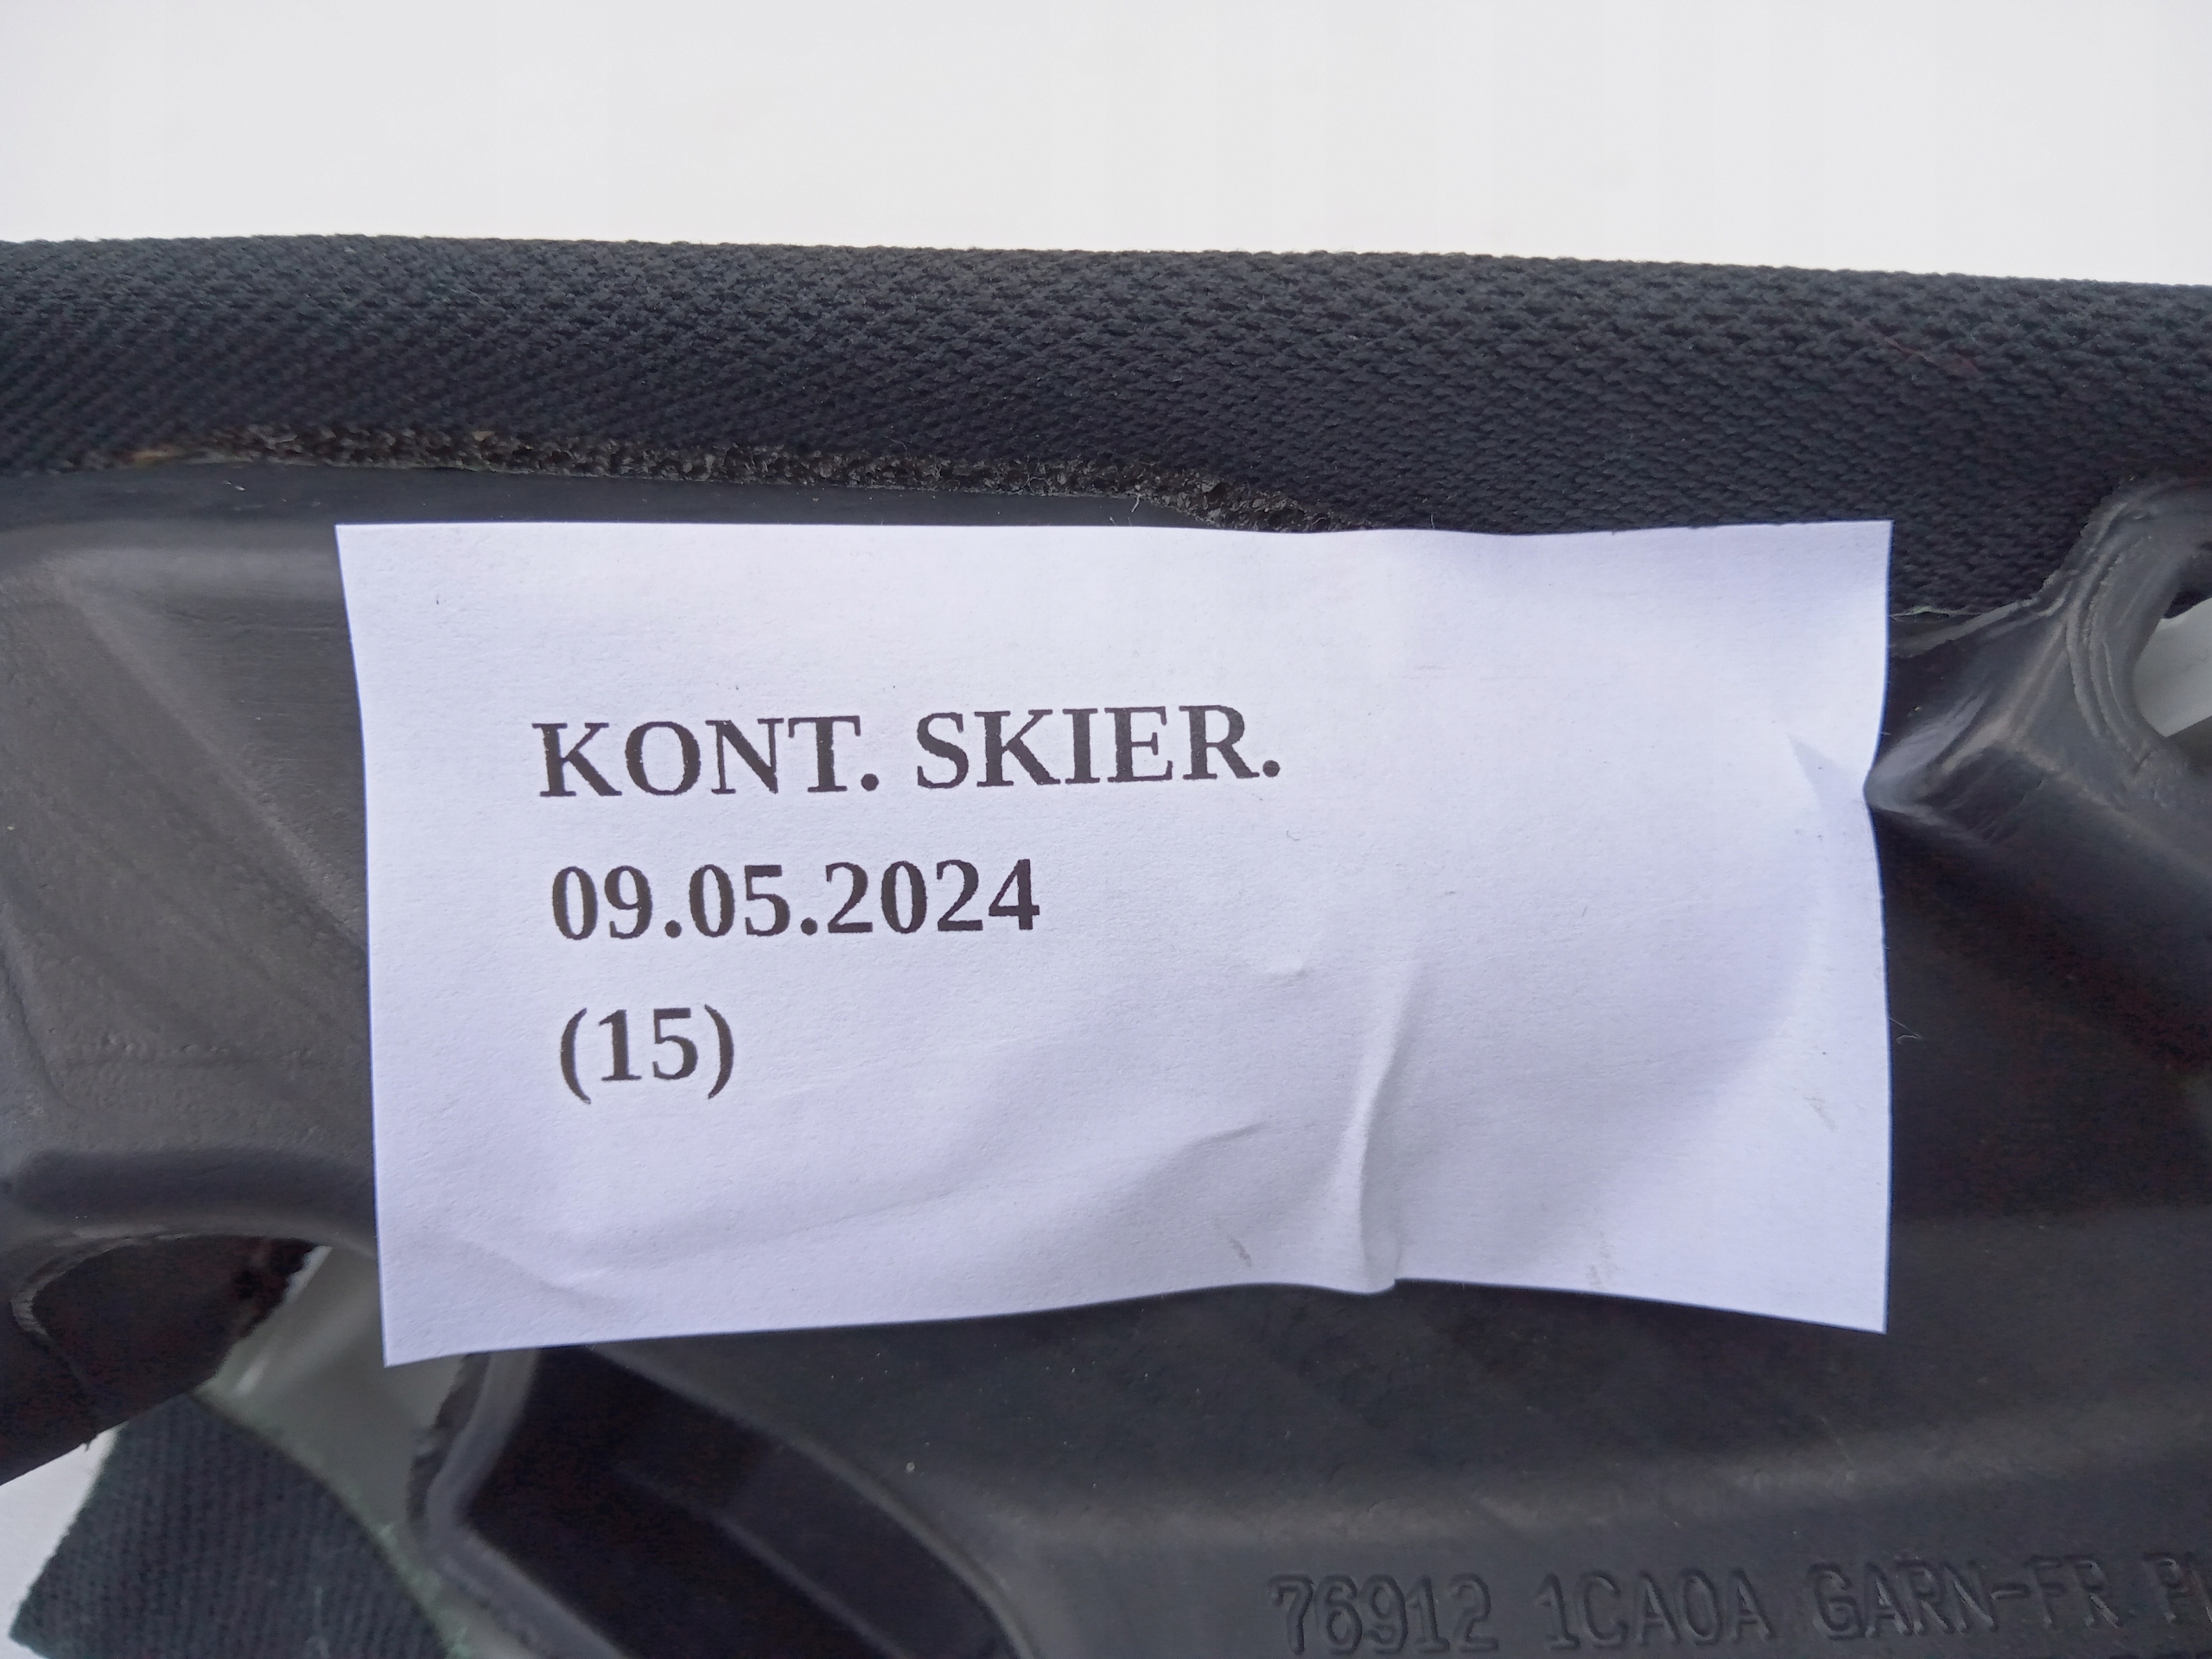 KONT. SKIER.
09.05.2024
(15)
76912 1CA0A GARN-FR